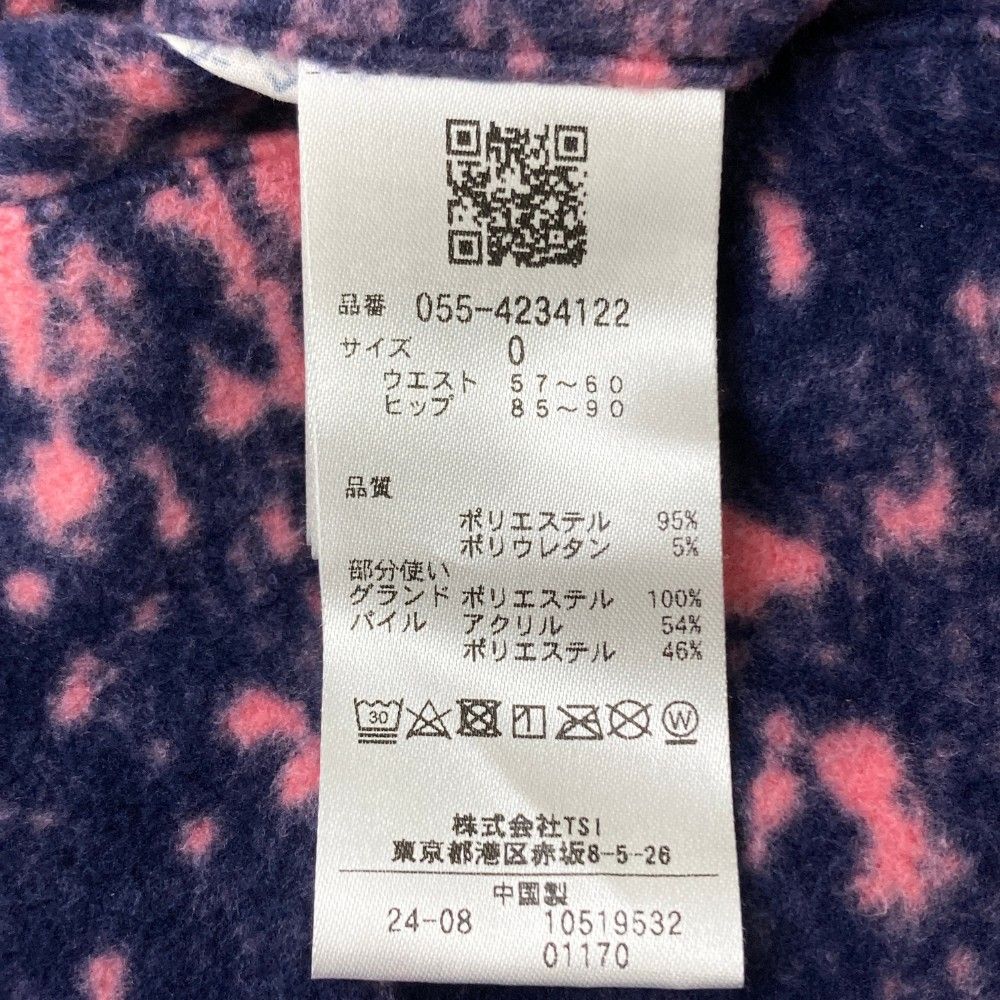 品番 055-4234122
サイズ 0
ウエスト 57～60
ヒップ 85～90
品質
ポリエステル 95%
ポリウレタン 5%
部分使い
グランド ポリエステル 100%
パイル アクリル 54%
ポリエステル 46%
30 W
株式会社TSI
東京都港区赤坂8-5-26
中国製
24-08 10519532
01170